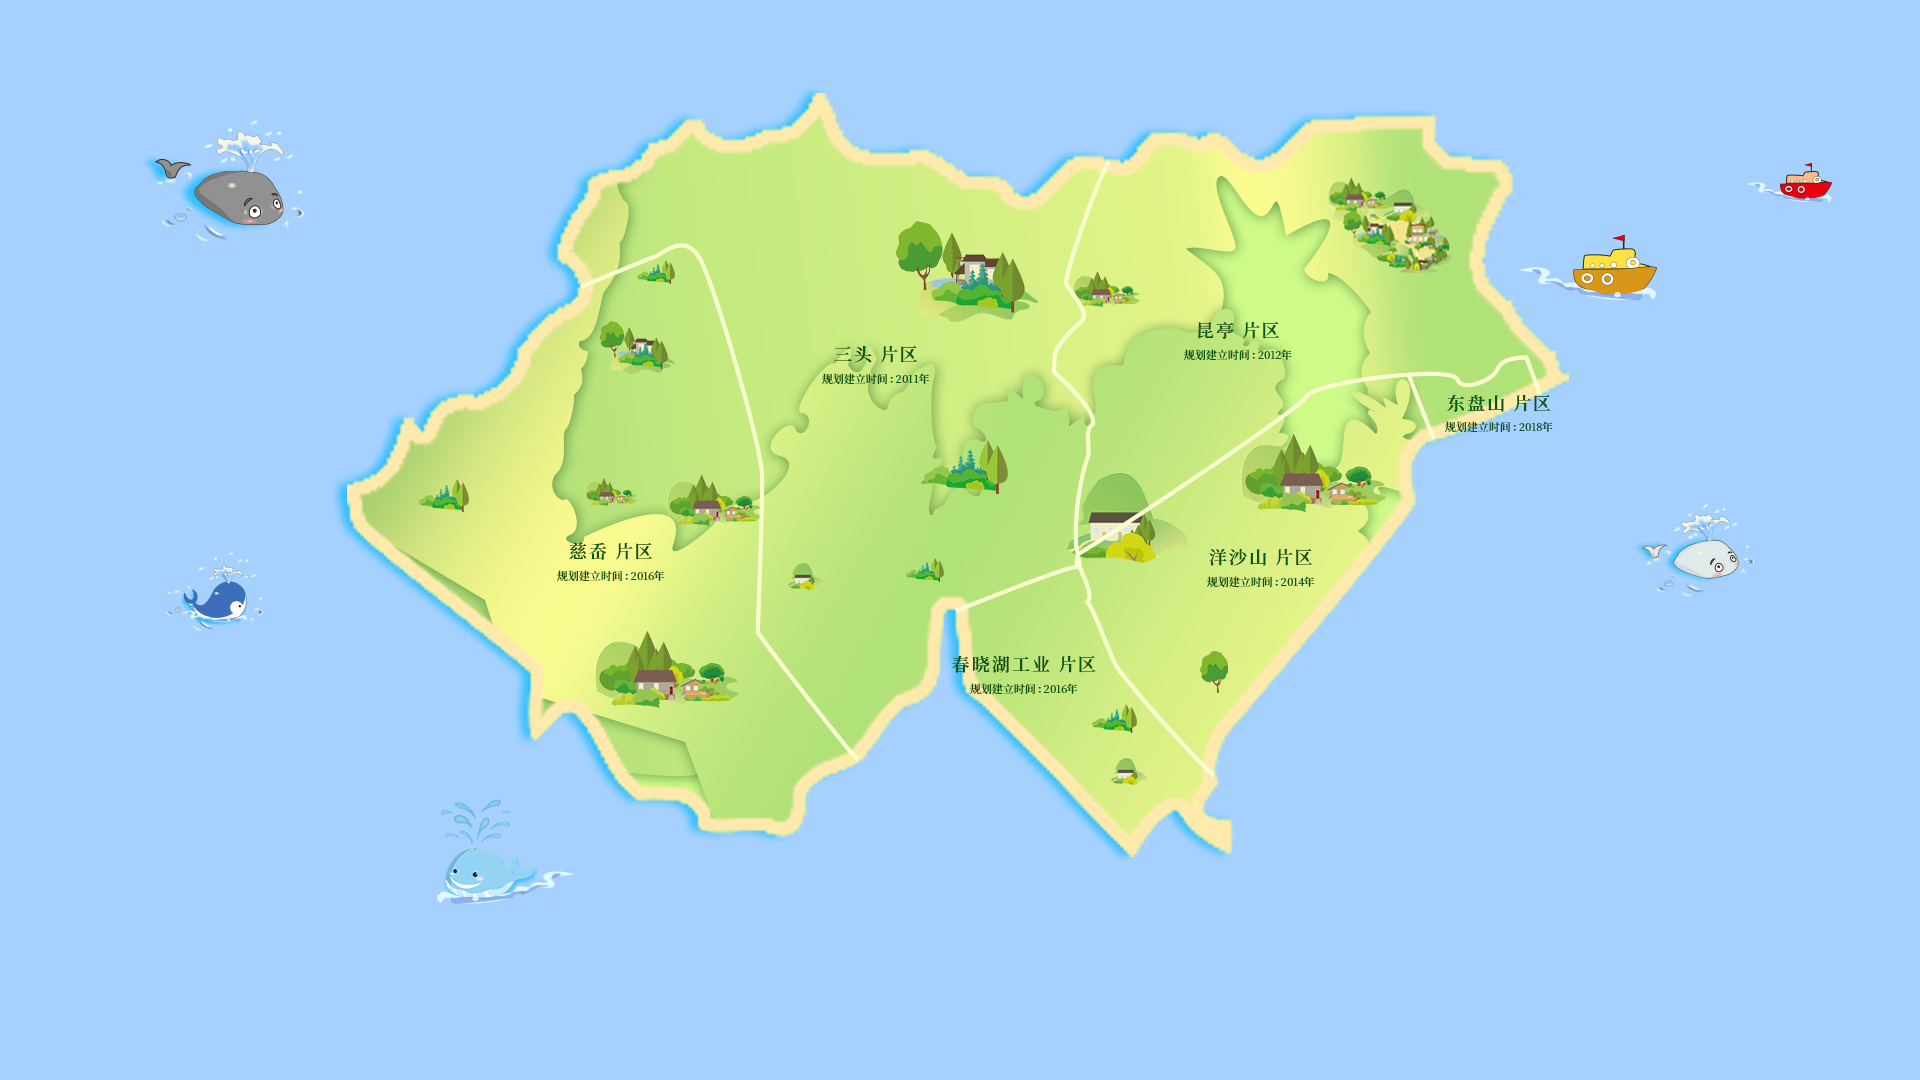 昆亭 片区
规划建立时间：2012年
三头 片区
规划建立时间：2011年
东盘山 片区
规划建立时间：2018年
慈岙 片区
规划建立时间：2016年
洋沙山 片区
规划建立时间：2014年
春晓湖工业 片区
规划建立时间：2016年